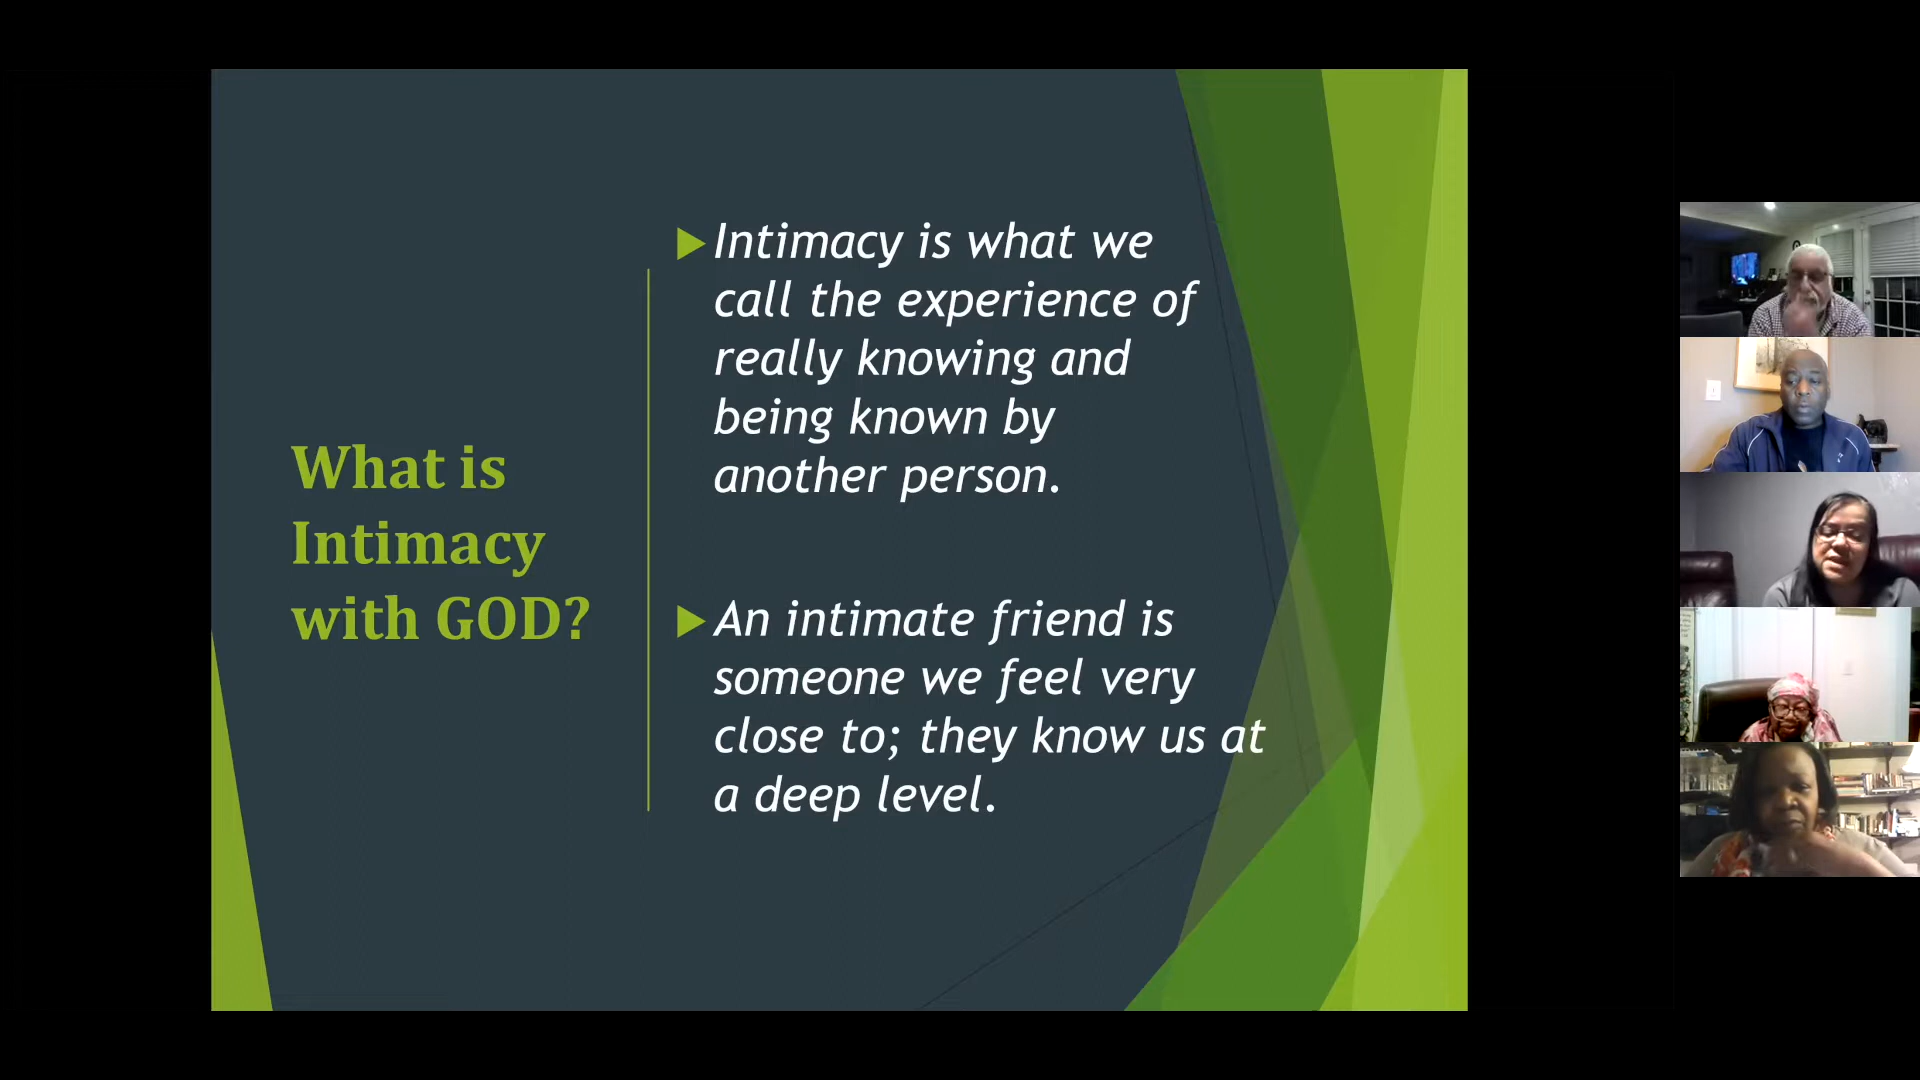 What is
Intimacy
with GOD?
Intimacy is what we
call the experience of
really knowing and
being known by
another person.
An intimate friend is
someone we feel very
close to; they know us at
a deep level.